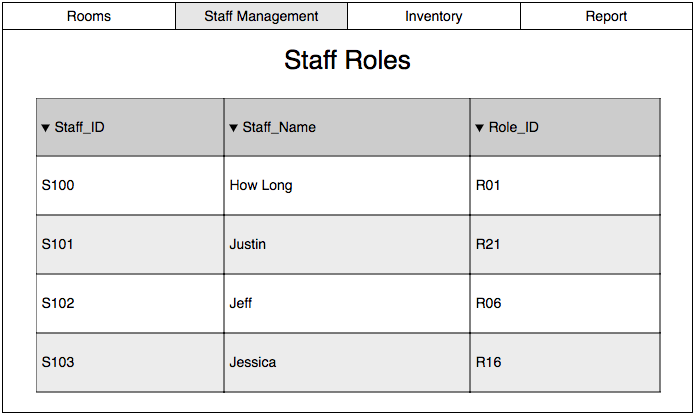 Rooms Staff Management Inventory Report
Staff Roles
Staff_ID Staff_Name Role_ID
S100 How Long R01
S101 Justin R21
S102 Jeff R06
S103 Jessica R16